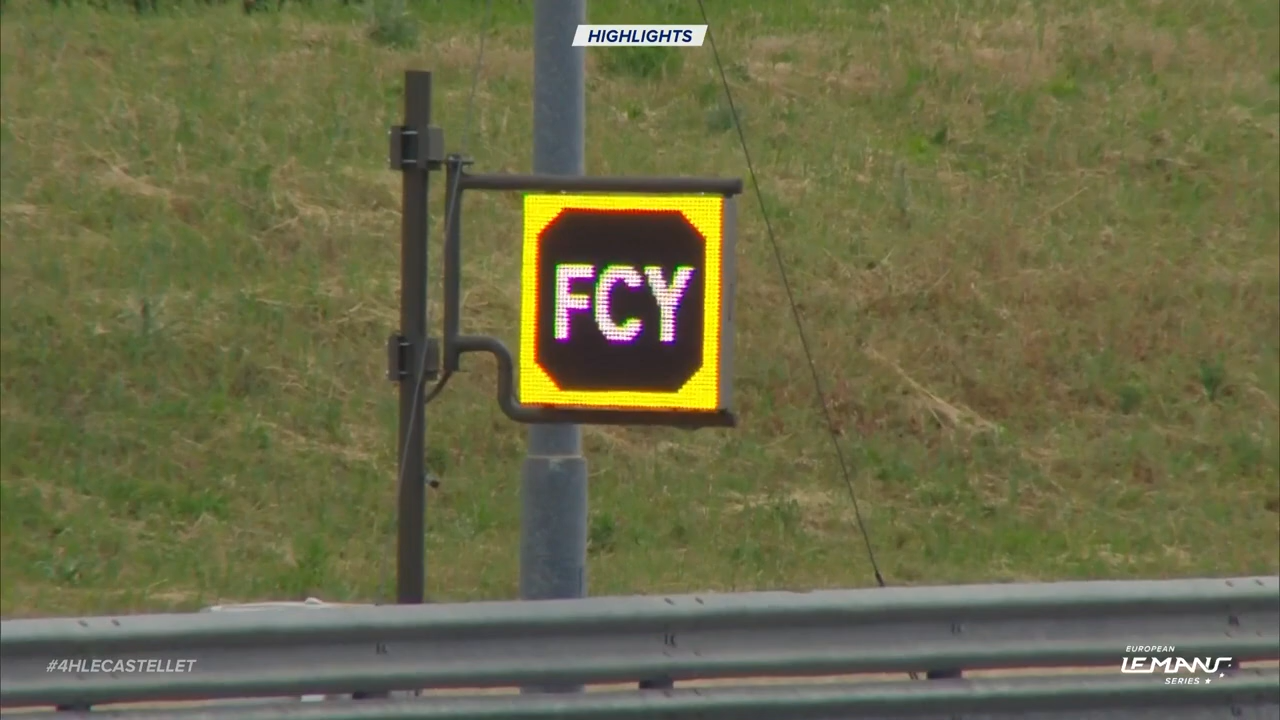 HIGHLIGHTS
FCY
#4HLECASTELLET
EUROPEAN
LEMANS
SERIES